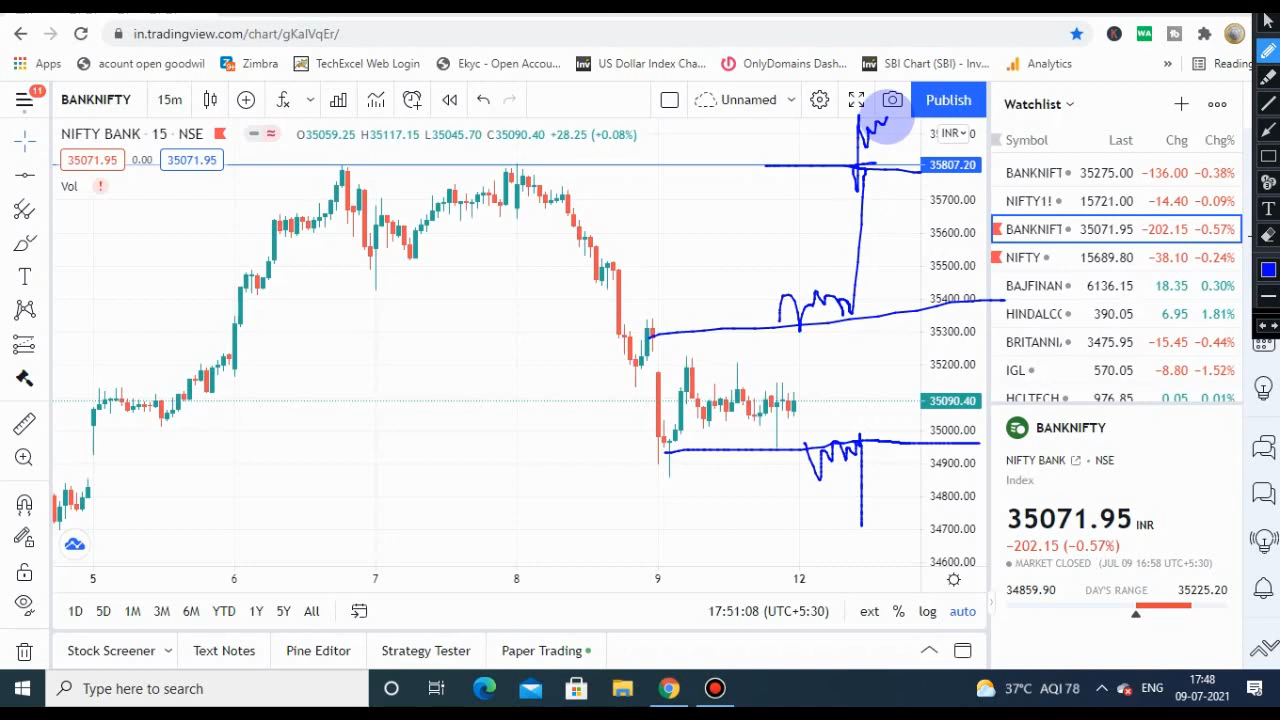 in.tradingview.com/chart/gKaIVqEr/
Apps acount open goodwil Zimbra TechExcel Web Login Ekyc - Open Accou... US Dollar Index Cha... OnlyDomains Dash... SBI Chart (SBI) - Inv... Analytics » Reading
11 BANKNIFTY 15m Unnamed Publish
Watchlist
NIFTY BANK · 15 · NSE O35059.25 H35117.15 L35045.70 C35090.40 +28.25 (+0.08%)
INR
35071.95 0.00 35071.95
Vol !
35807.20
35700.00
35600.00
35500.00
35400.00
35300.00
35200.00
35090.40
35000.00
34900.00
34800.00
34700.00
34600.00
5 6 7 8 9 12
1D 5D 1M 3M 6M YTD 1Y 5Y All 17:51:08 (UTC+5:30) ext % log auto
Stock Screener Text Notes Pine Editor Strategy Tester Paper Trading
Symbol Last Chg Chg%
BANKNIFT 35275.00 −136.00 −0.38%
NIFTY1! 15721.00 −14.40 −0.09%
BANKNIFT 35071.95 −202.15 −0.57%
NIFTY 15689.80 −38.10 −0.24%
BAJFINAN 6136.15 18.35 0.30%
HINDALCO 390.05 6.95 1.81%
BRITANNI 3475.95 −15.45 −0.44%
IGL 570.05 −8.80 −1.52%
HCLTECH 976.85 0.05 0.01%
BANKNIFTY
NIFTY BANK · NSE
Index
35071.95 INR
−202.15 (−0.57%)
MARKET CLOSED (JUL 09 16:58 UTC+5:30)
34859.90 DAY'S RANGE 35225.20
Type here to search
37°C AQI 78 ENG 17:48
09-07-2021